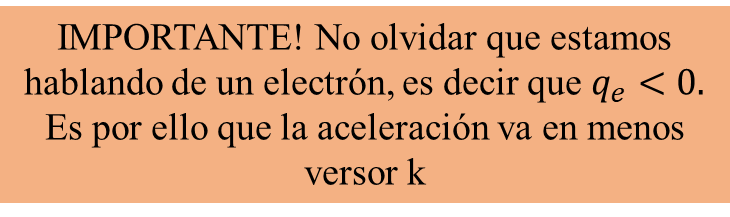 IMPORTANTE! No olvidar que estamos
hablando de un electrón, es decir que qₑ < 0.
Es por ello que la aceleración va en menos
versor k